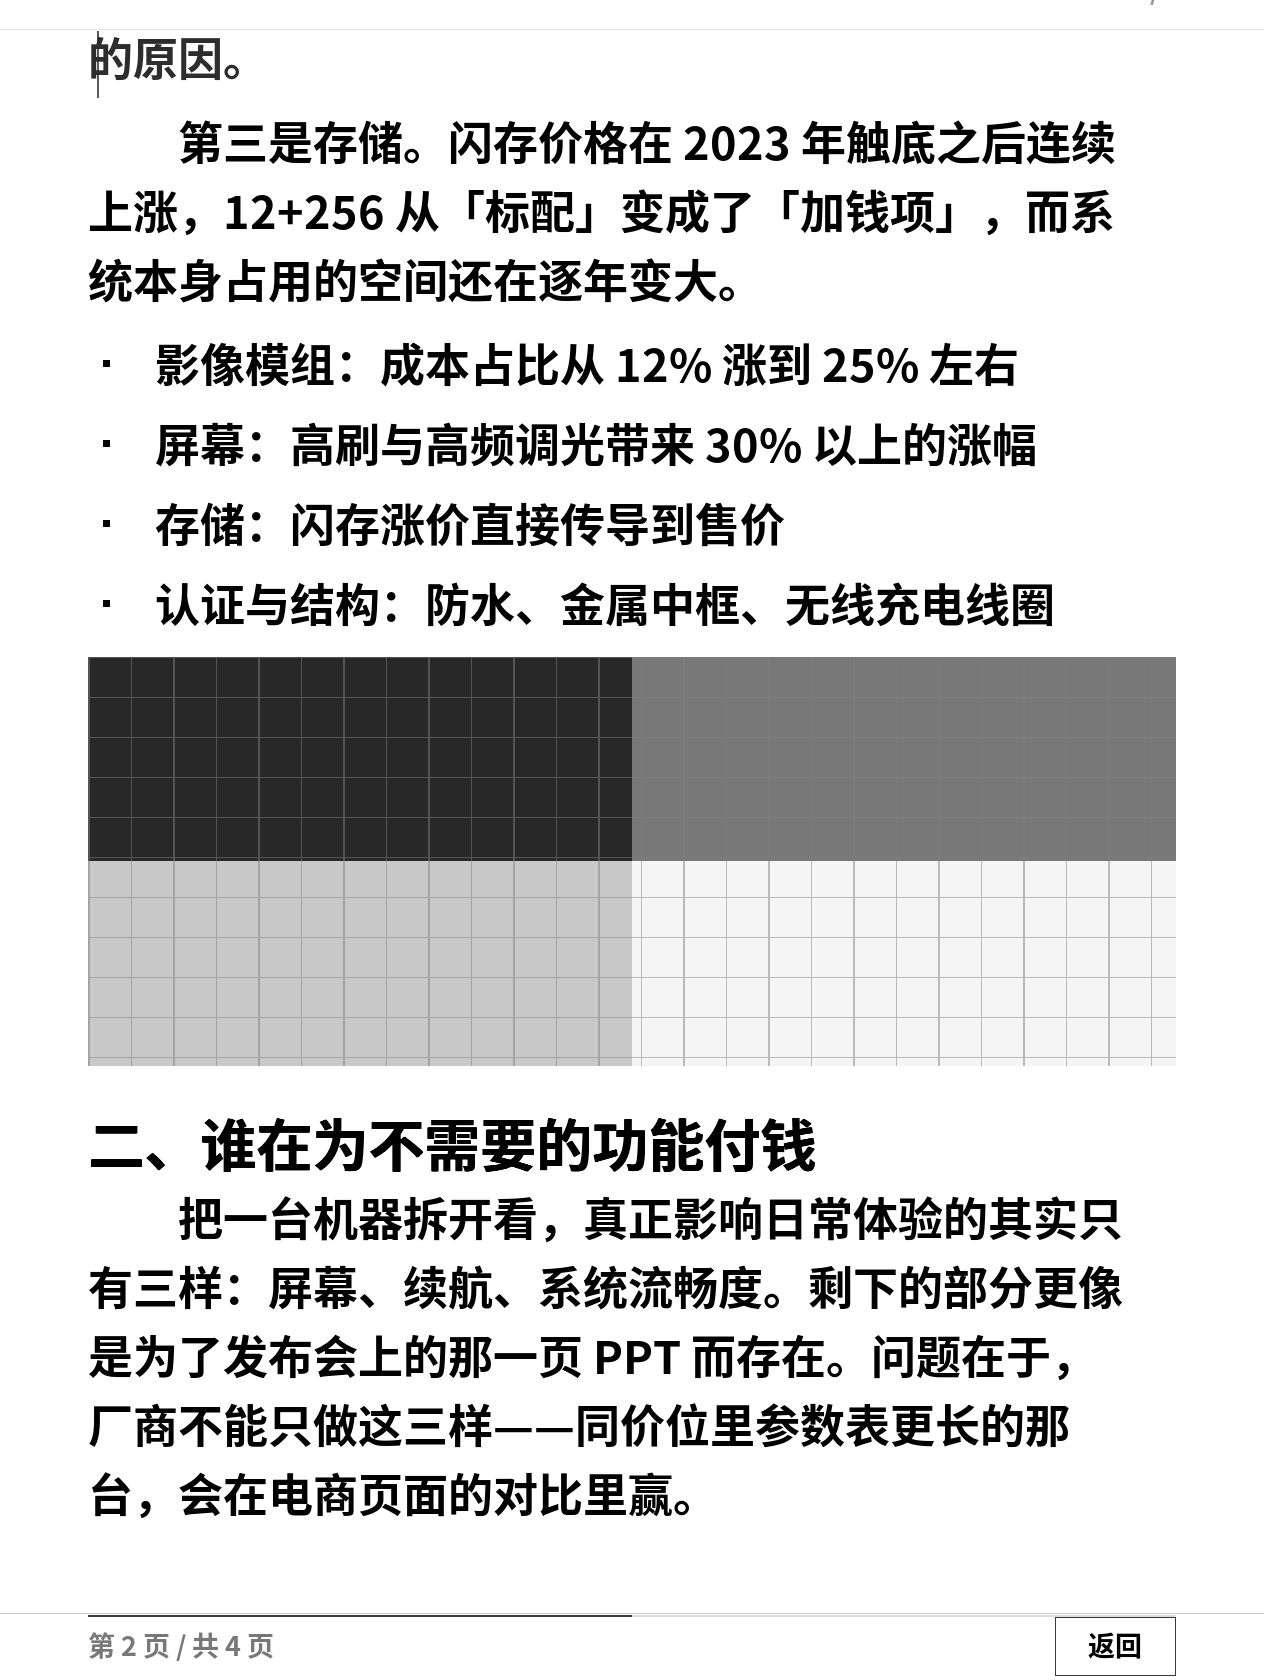 的原因。
第三是存储。闪存价格在 2023 年触底之后连续
上涨，12+256 从「标配」变成了「加钱项」，而系
统本身占用的空间还在逐年变大。
· 影像模组：成本占比从 12% 涨到 25% 左右
· 屏幕：高刷与高频调光带来 30% 以上的涨幅
· 存储：闪存涨价直接传导到售价
· 认证与结构：防水、金属中框、无线充电线圈
二、谁在为不需要的功能付钱
把一台机器拆开看，真正影响日常体验的其实只
有三样：屏幕、续航、系统流畅度。剩下的部分更像
是为了发布会上的那一页 PPT 而存在。问题在于，
厂商不能只做这三样——同价位里参数表更长的那
台，会在电商页面的对比里赢。
第 2 页 / 共 4 页
返回